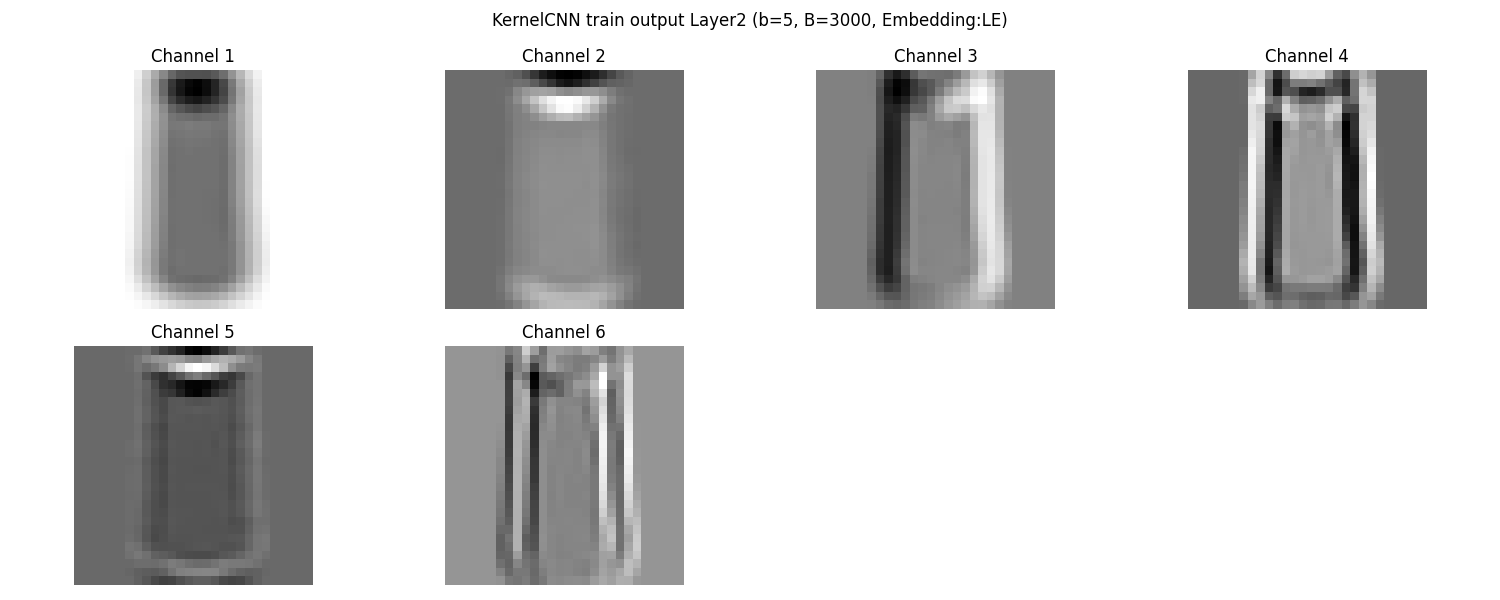 KernelCNN train output Layer2 (b=5, B=3000, Embedding:LE)
Channel 1
Channel 2
Channel 3
Channel 4
Channel 5
Channel 6